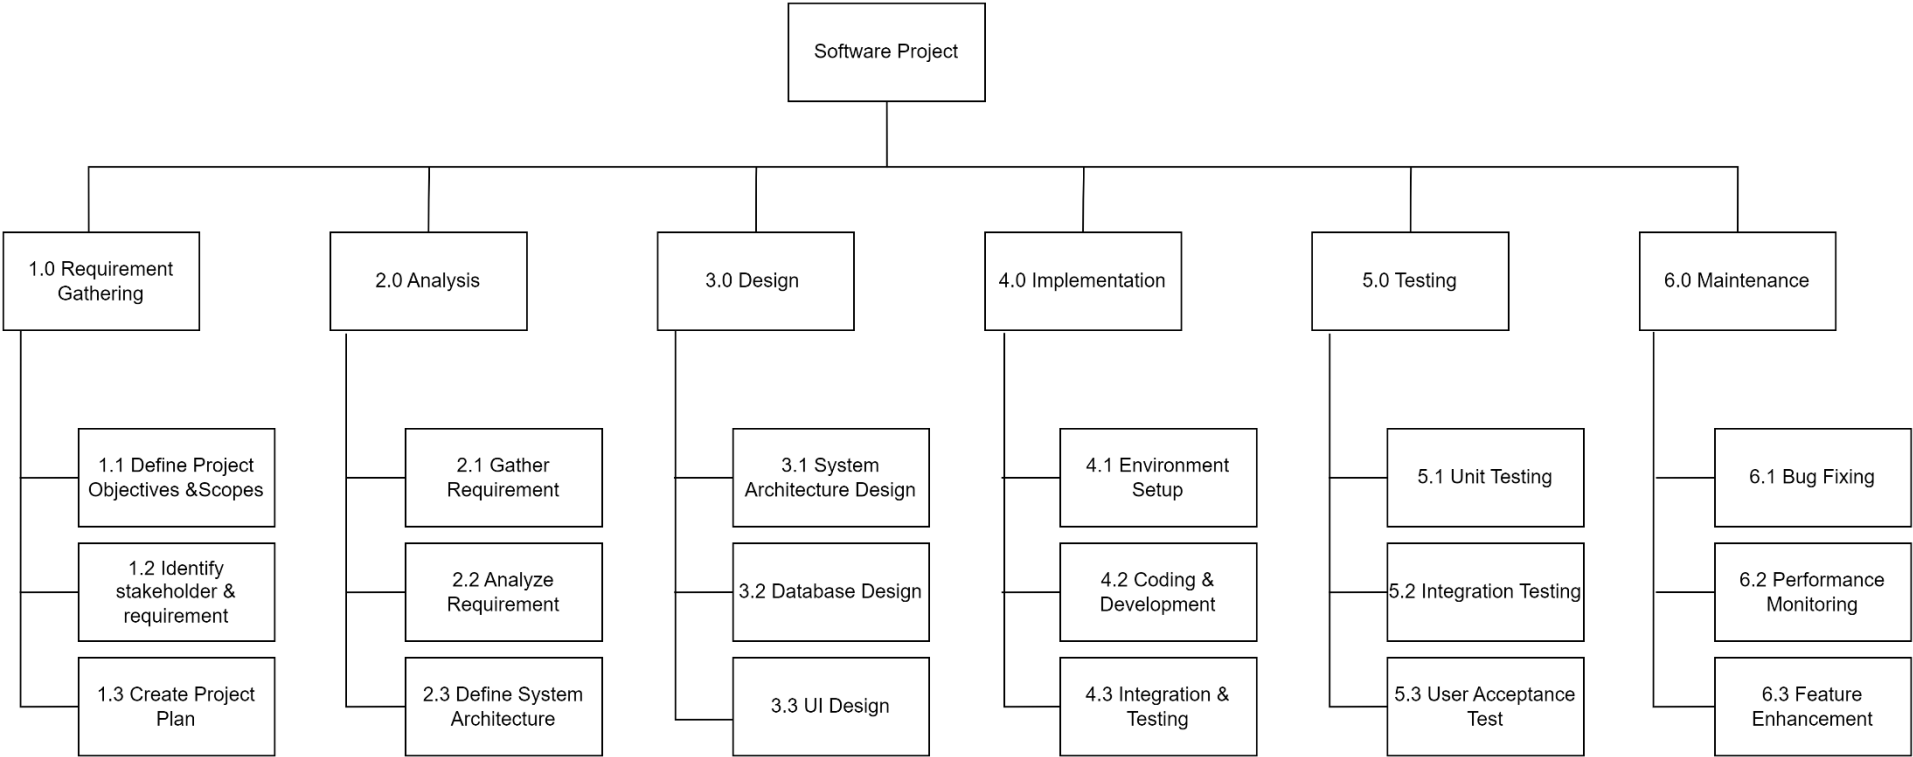 Software Project
1.0 Requirement
Gathering
2.0 Analysis
3.0 Design
4.0 Implementation
5.0 Testing
6.0 Maintenance
1.1 Define Project
Objectives &Scopes
2.1 Gather
Requirement
3.1 System
Architecture Design
4.1 Environment
Setup
5.1 Unit Testing
6.1 Bug Fixing
1.2 Identify
stakeholder &
requirement
2.2 Analyze
Requirement
3.2 Database Design
4.2 Coding &
Development
5.2 Integration Testing
6.2 Performance
Monitoring
1.3 Create Project
Plan
2.3 Define System
Architecture
3.3 UI Design
4.3 Integration &
Testing
5.3 User Acceptance
Test
6.3 Feature
Enhancement